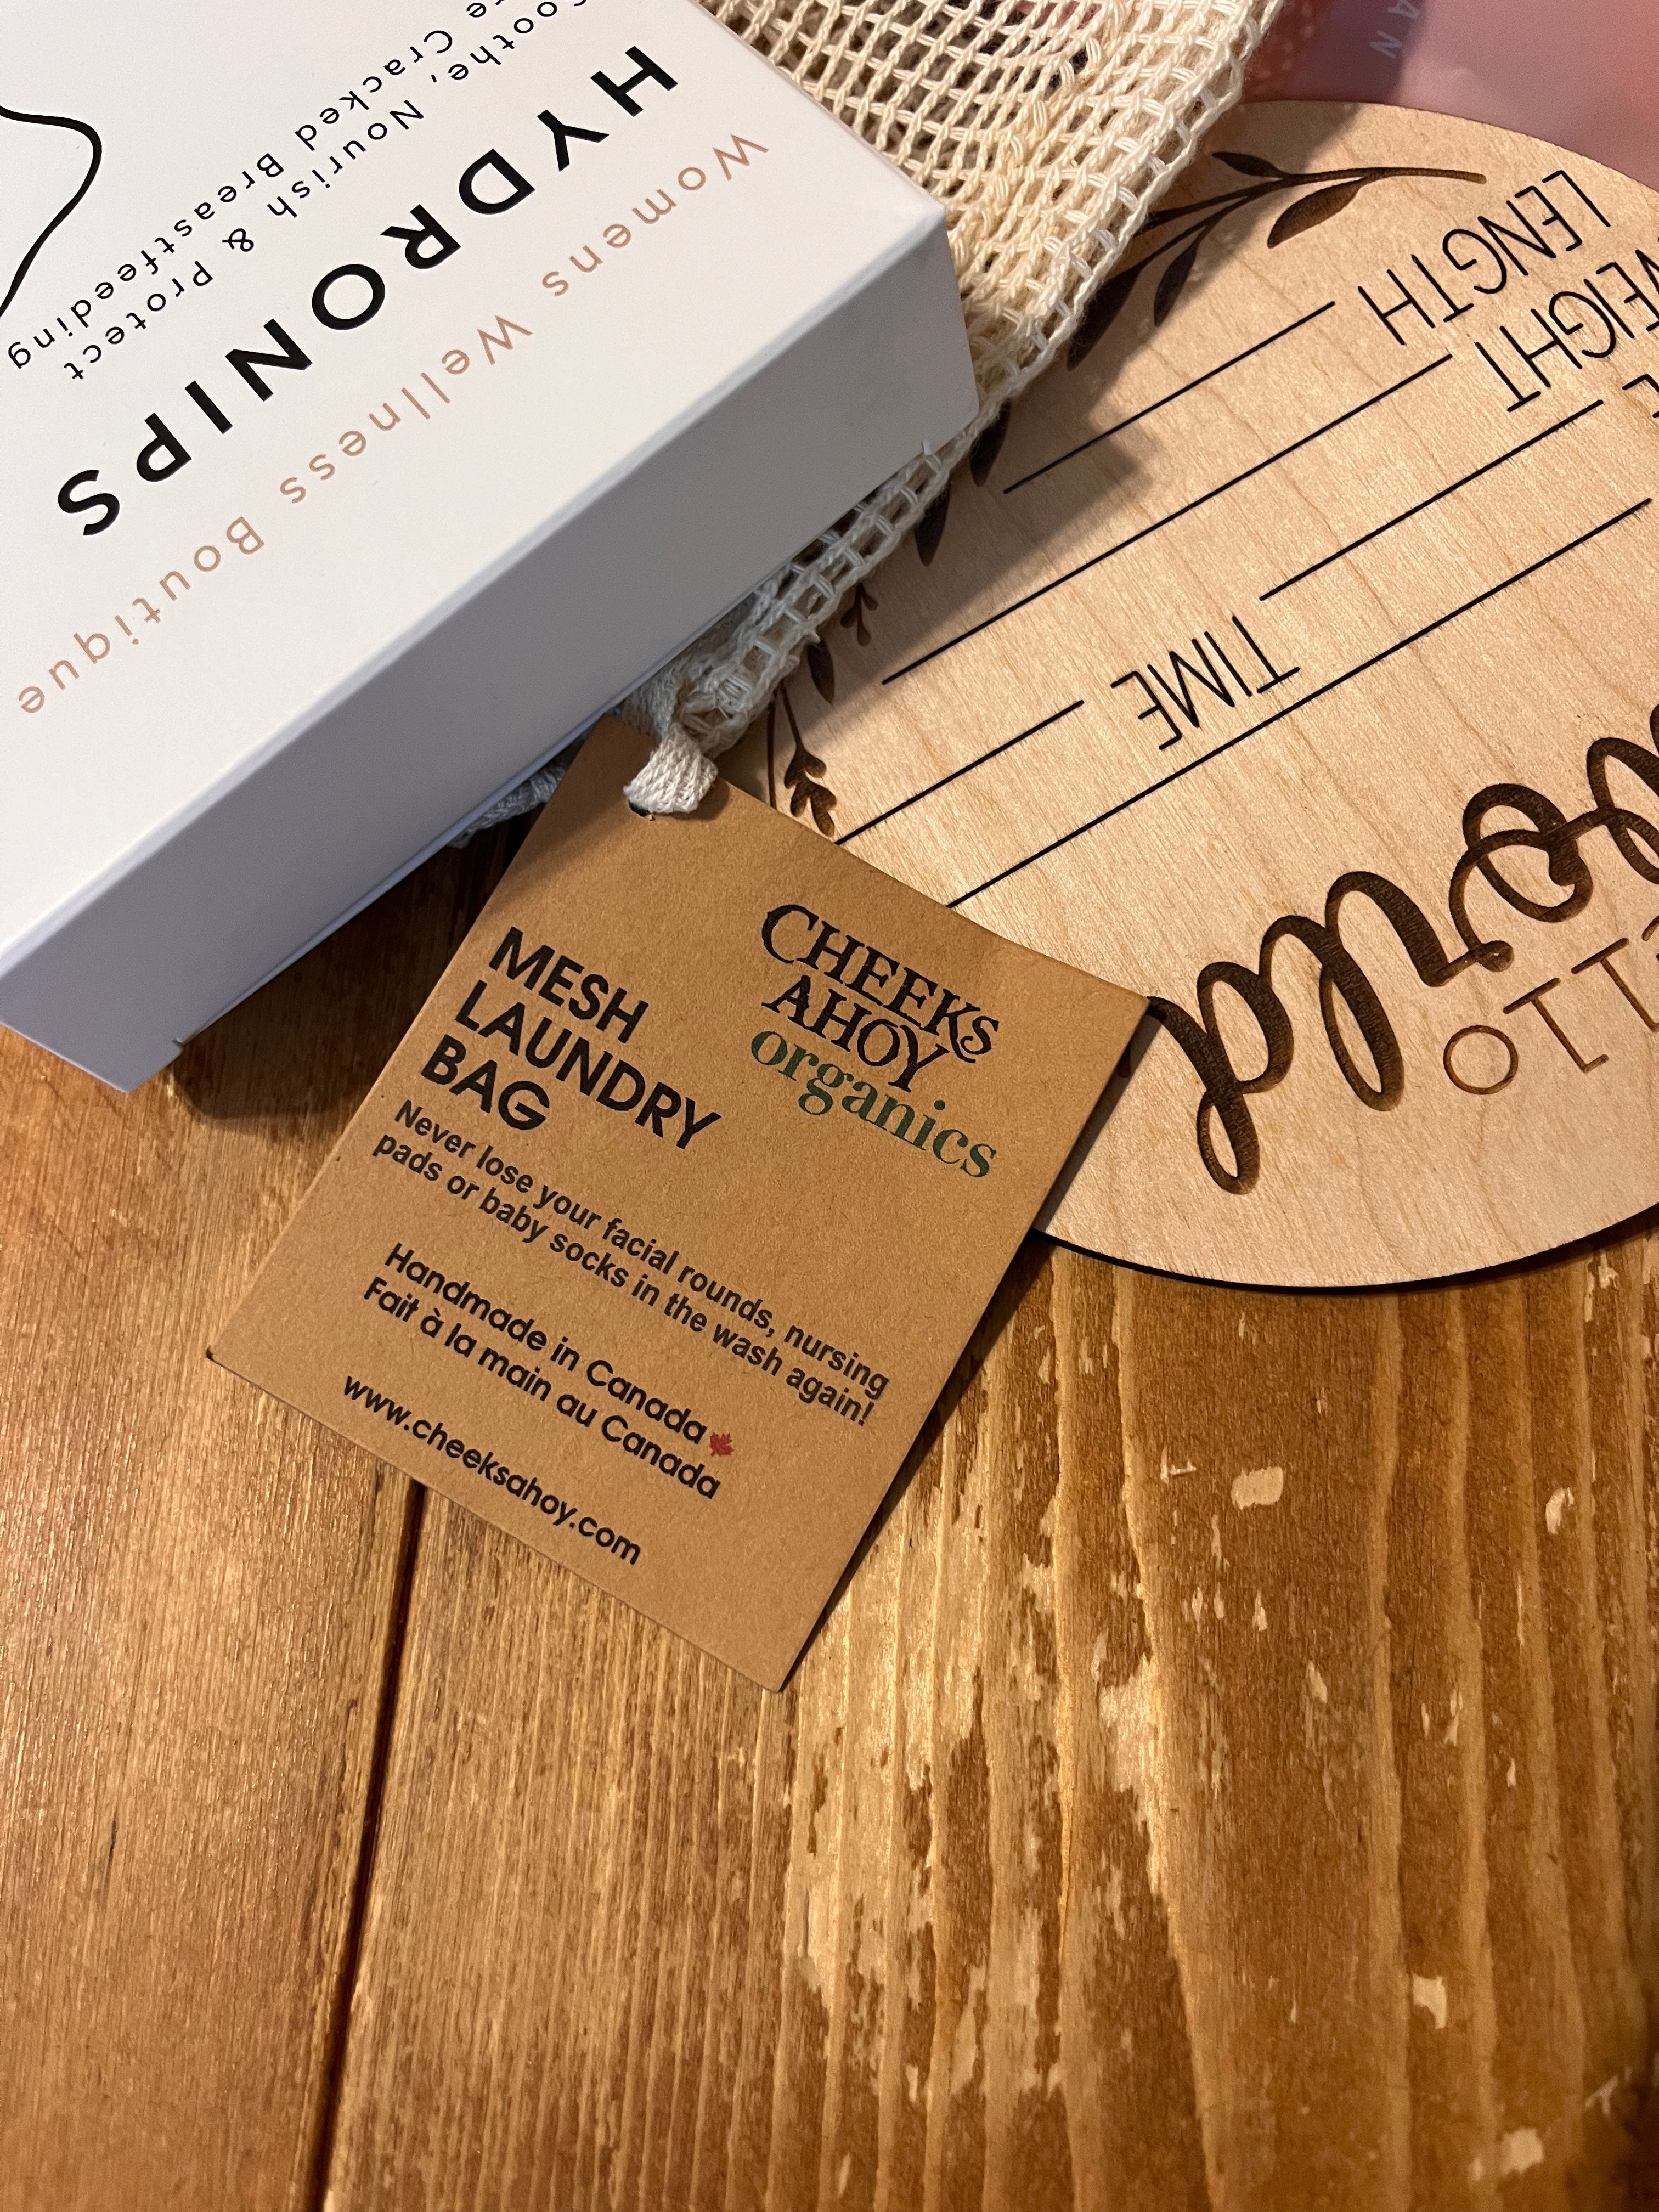 Womens Wellness Boutique
HYDRONIPS
Nourish & Protect
Cracked Breastfeeding
CHEEKS
AHOY
organics
MESH
LAUNDRY
BAG
Never lose your facial rounds, nursing
pads or baby socks in the wash again!
Handmade in Canada
Fait à la main au Canada
www.cheeksahoy.com
TIME
LENGTH